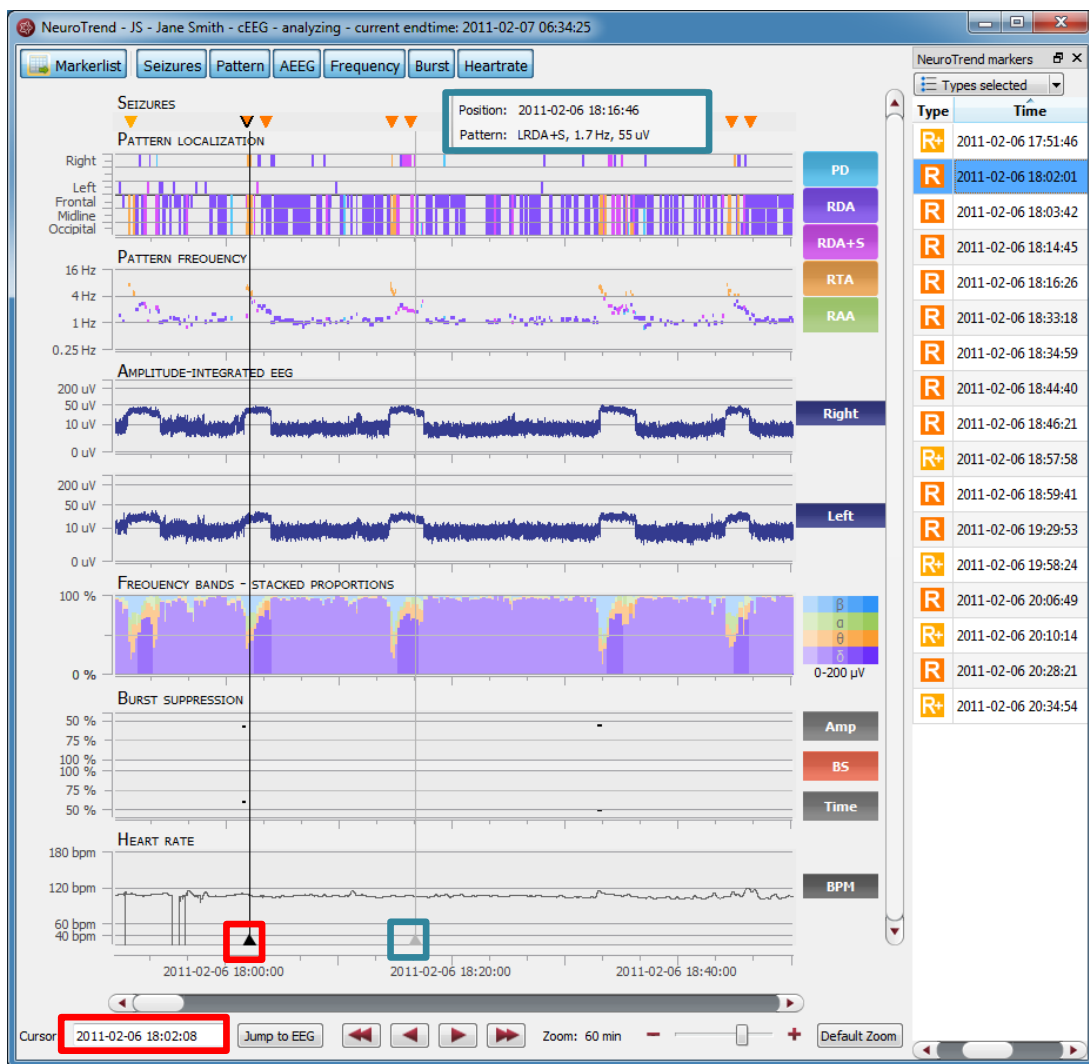 NeuroTrend - JS - Jane Smith - cEEG - analyzing - current endtime: 2011-02-07 06:34:25
Markerlist Seizures Pattern AEEG Frequency Burst Heartrate
SEIZURES
Position: 2011-02-06 18:16:46
Pattern: LRDA+S, 1.7 Hz, 55 uV
PATTERN LOCALIZATION
Right
Left
Frontal
Midline
Occipital
PD
RDA
RDA+S
RTA
RAA
PATTERN FREQUENCY
16 Hz
4 Hz
1 Hz
0.25 Hz
AMPLITUDE-INTEGRATED EEG
200 uV
50 uV
10 uV
0 uV
Right
200 uV
50 uV
10 uV
0 uV
Left
FREQUENCY BANDS - STACKED PROPORTIONS
100 %
0 %
β
α
θ
δ
0-200 μV
BURST SUPPRESSION
50 %
75 %
100 %
100 %
75 %
50 %
Amp
BS
Time
HEART RATE
180 bpm
120 bpm
60 bpm
40 bpm
BPM
2011-02-06 18:00:00 2011-02-06 18:20:00 2011-02-06 18:40:00
Cursor 2011-02-06 18:02:08 Jump to EEG Zoom: 60 min Default Zoom
NeuroTrend markers
Types selected
Type Time
R+ 2011-02-06 17:51:46
R 2011-02-06 18:02:01
R 2011-02-06 18:03:42
R 2011-02-06 18:14:45
R 2011-02-06 18:16:26
R 2011-02-06 18:33:18
R 2011-02-06 18:34:59
R 2011-02-06 18:44:40
R 2011-02-06 18:46:21
R+ 2011-02-06 18:57:58
R 2011-02-06 18:59:41
R 2011-02-06 19:29:53
R+ 2011-02-06 19:58:24
R 2011-02-06 20:06:49
R+ 2011-02-06 20:10:14
R 2011-02-06 20:28:21
R+ 2011-02-06 20:34:54